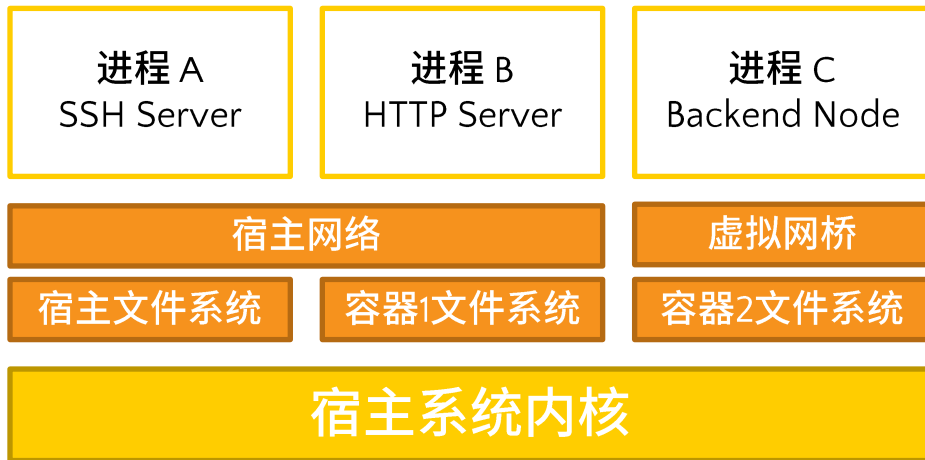 进程 A
SSH Server
进程 B
HTTP Server
进程 C
Backend Node
宿主网络
虚拟网桥
宿主文件系统
容器1文件系统
容器2文件系统
宿主系统内核